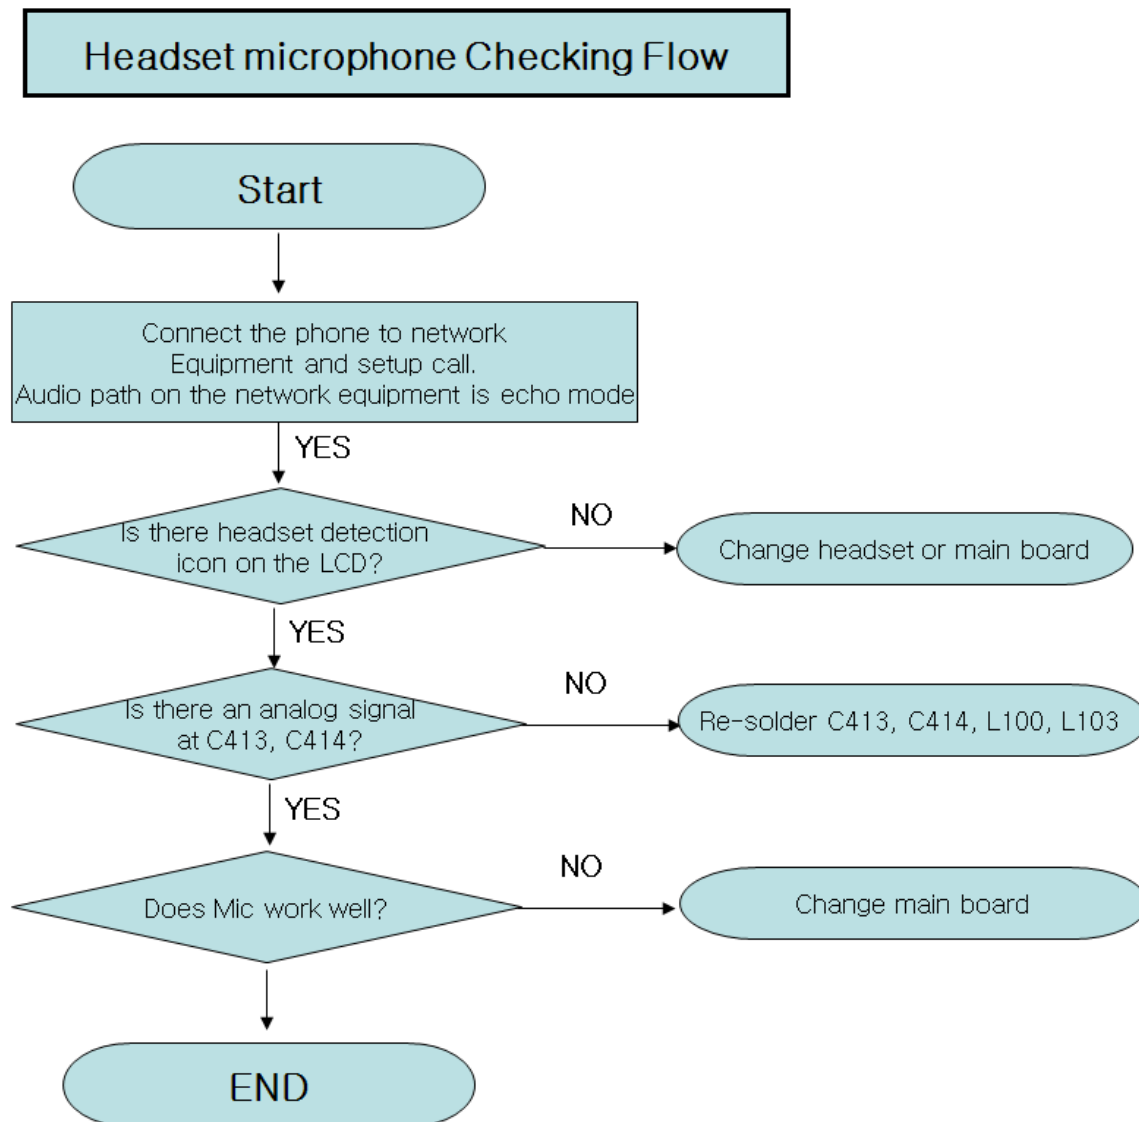 Headset microphone Checking Flow
Start
Connect the phone to network
Equipment and setup call.
Audio path on the network equipment is echo mode
YES
Is there headset detection
icon on the LCD?
NO
Change headset or main board
YES
Is there an analog signal
at C413, C414?
NO
Re-solder C413, C414, L100, L103
YES
Does Mic work well?
NO
Change main board
END